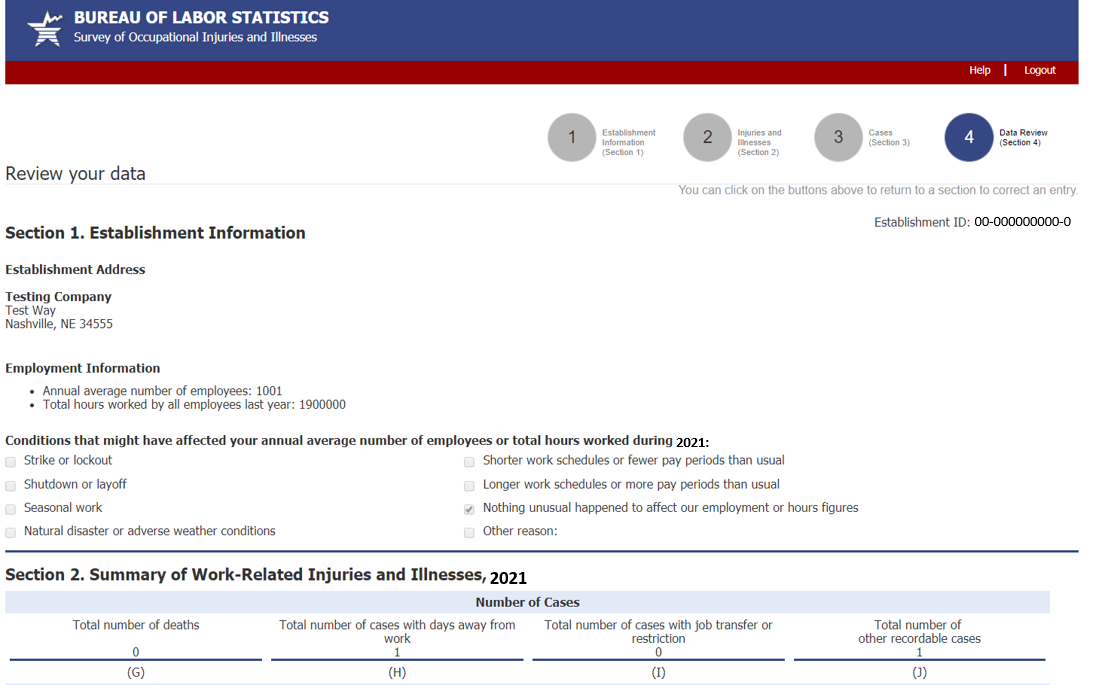 BUREAU OF LABOR STATISTICS
Survey of Occupational Injuries and Illnesses
Help | Logout
1 Establishment Information (Section 1)
2 Injuries and Illnesses (Section 2)
3 Cases (Section 3)
4 Data Review (Section 4)
Review your data
You can click on the buttons above to return to a section to correct an entry.
Establishment ID: 00-000000000-0
Section 1. Establishment Information
Establishment Address
Testing Company
Test Way
Nashville, NE 34555
Employment Information
• Annual average number of employees: 1001
• Total hours worked by all employees last year: 1900000
Conditions that might have affected your annual average number of employees or total hours worked during 2021:
Strike or lockout
Shorter work schedules or fewer pay periods than usual
Shutdown or layoff
Longer work schedules or more pay periods than usual
Seasonal work
Nothing unusual happened to affect our employment or hours figures
Natural disaster or adverse weather conditions
Other reason:
Section 2. Summary of Work-Related Injuries and Illnesses, 2021
Number of Cases
Total number of deaths
0
(G)
Total number of cases with days away from
work
1
(H)
Total number of cases with job transfer or
restriction
0
(I)
Total number of
other recordable cases
1
(J)